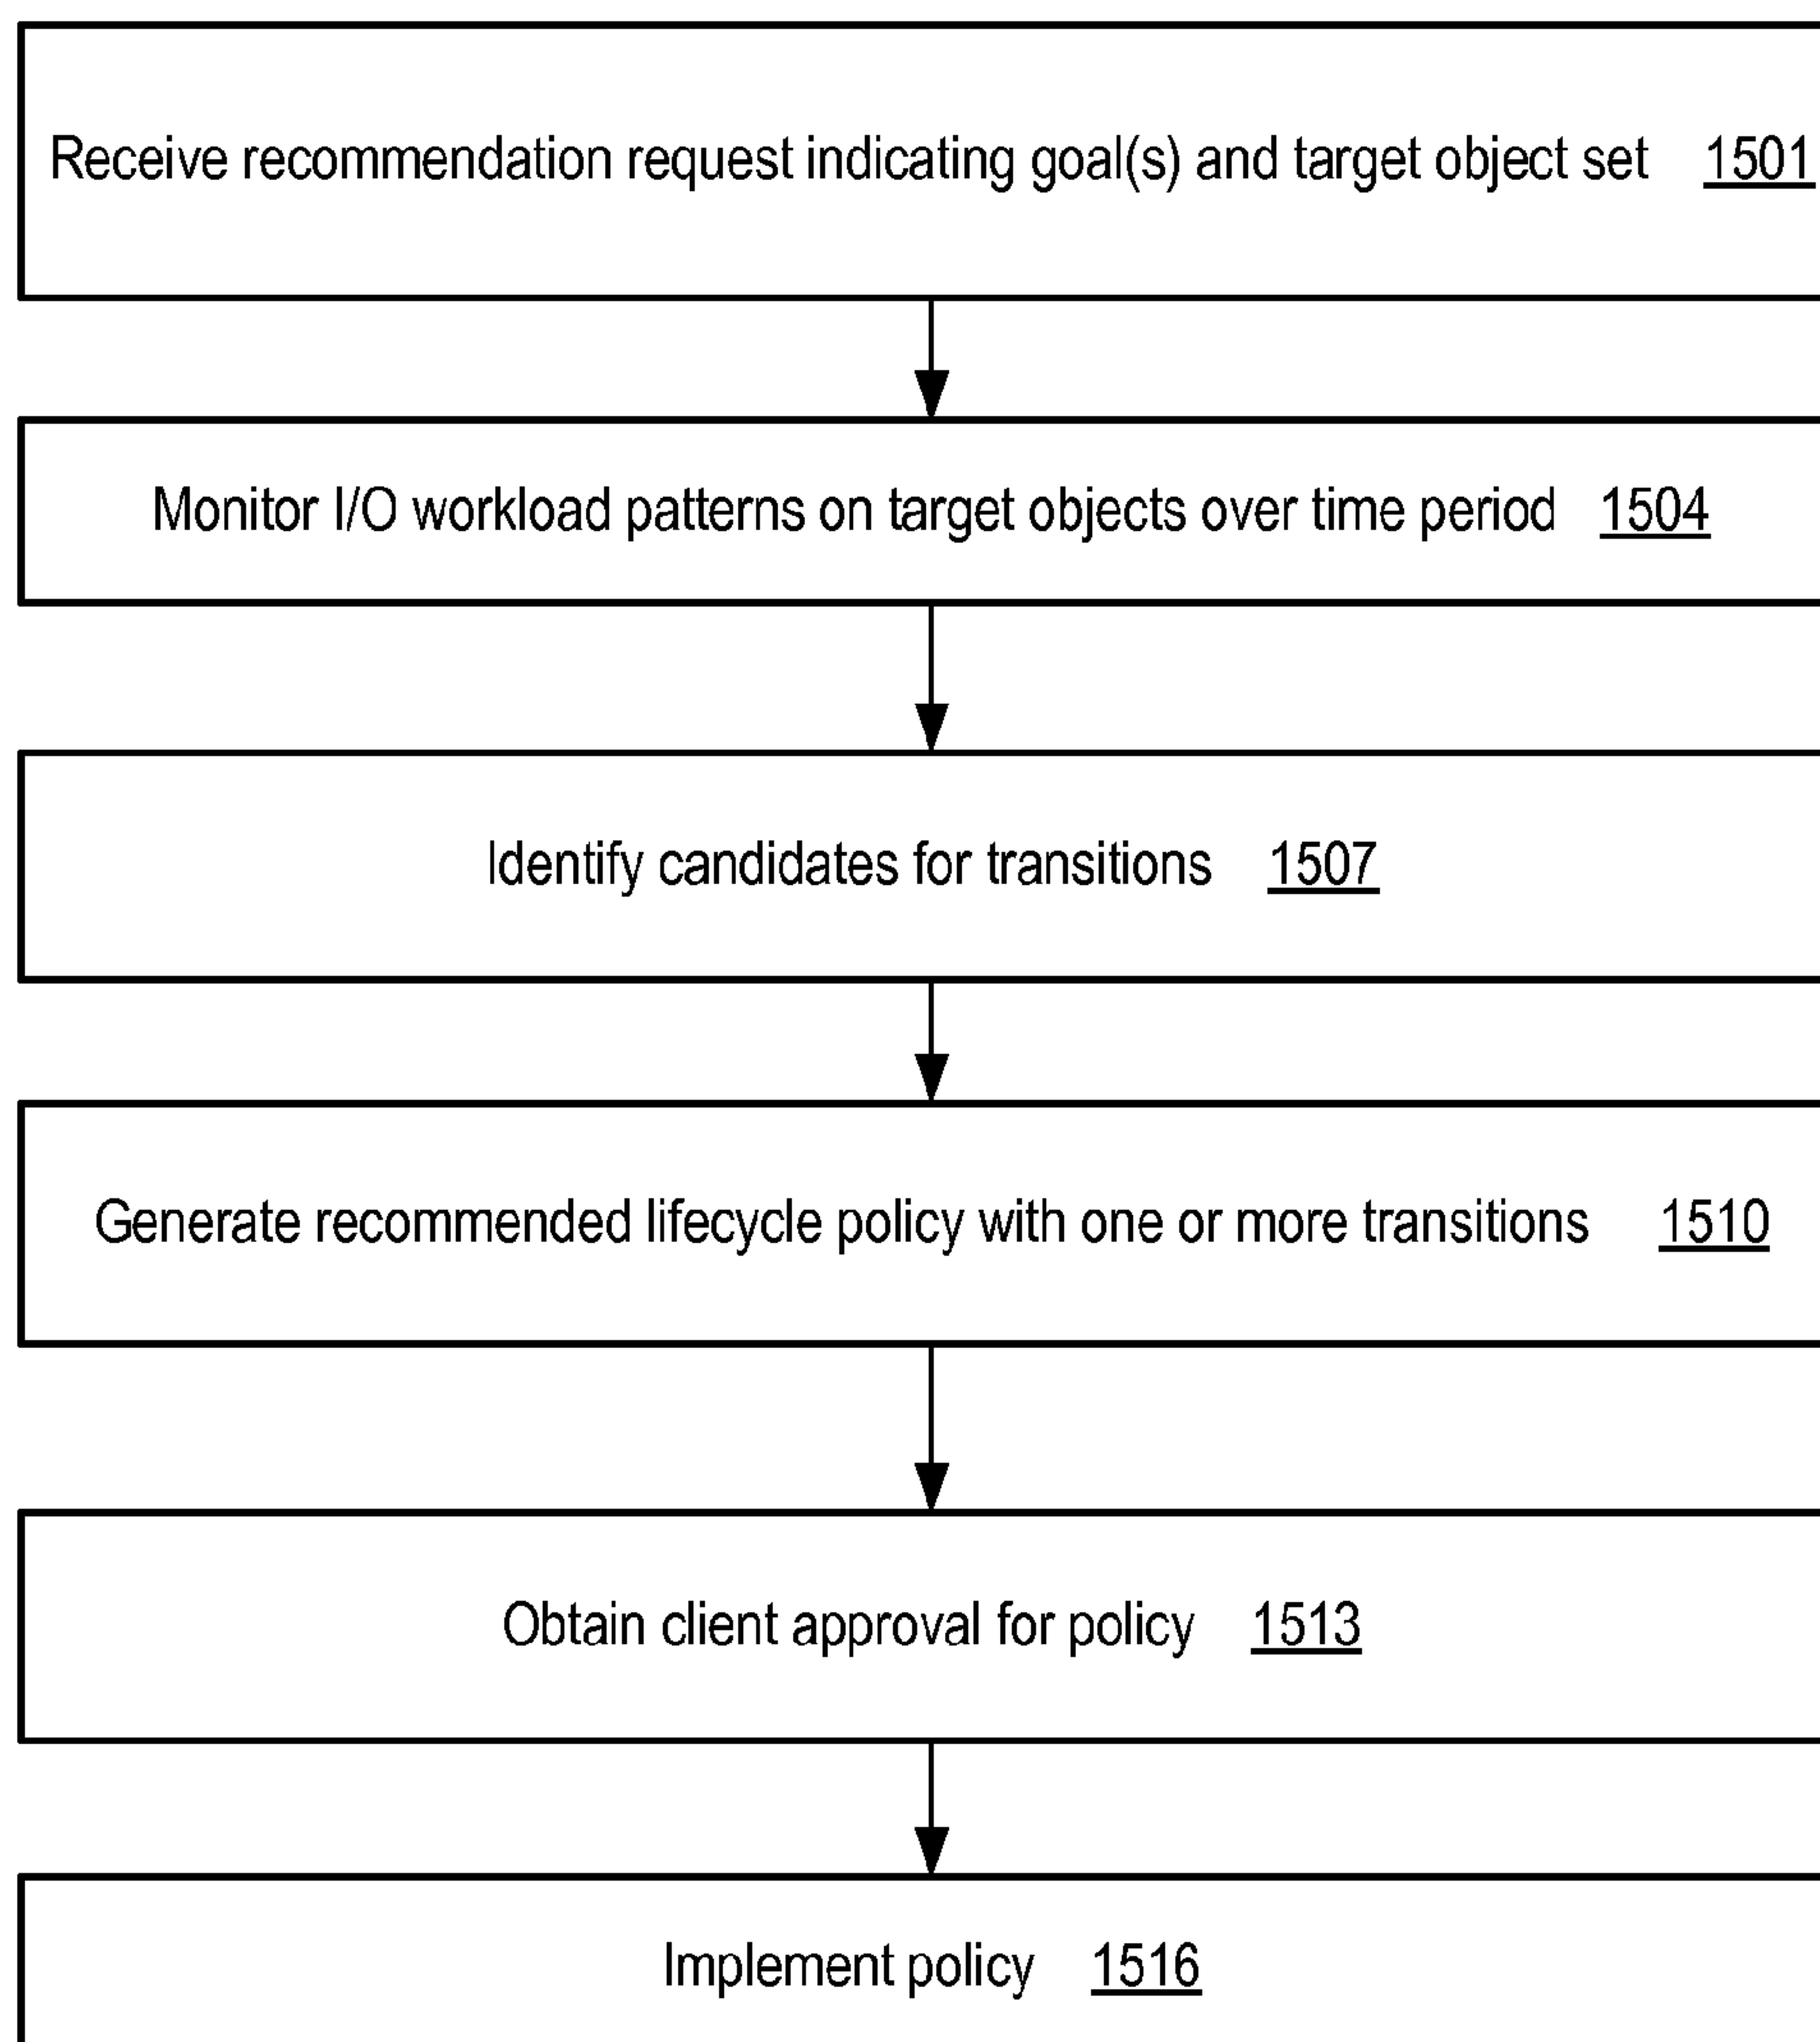 Receive recommendation request indicating goal(s) and target object set 1501
Monitor I/O workload patterns on target objects over time period 1504
Identify candidates for transitions 1507
Generate recommended lifecycle policy with one or more transitions 1510
Obtain client approval for policy 1513
Implement policy 1516